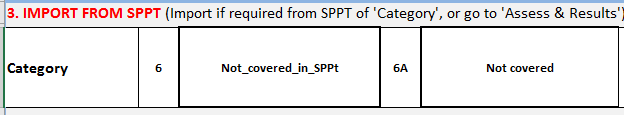 3. IMPORT FROM SPPT (Import if required from SPPT of 'Category', or go to 'Assess & Results')
Category 6 Not_covered_in_SPPt 6A Not covered